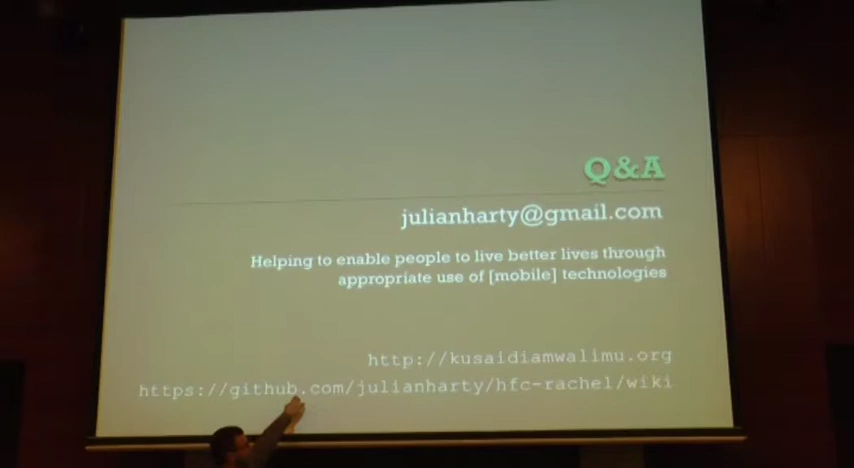 Q&A
julianharty@gmail.com
Helping to enable people to live better lives through
appropriate use of [mobile] technologies
http://kusaidiamwalimu.org
https://github.com/julianharty/hfc-rachel/wiki